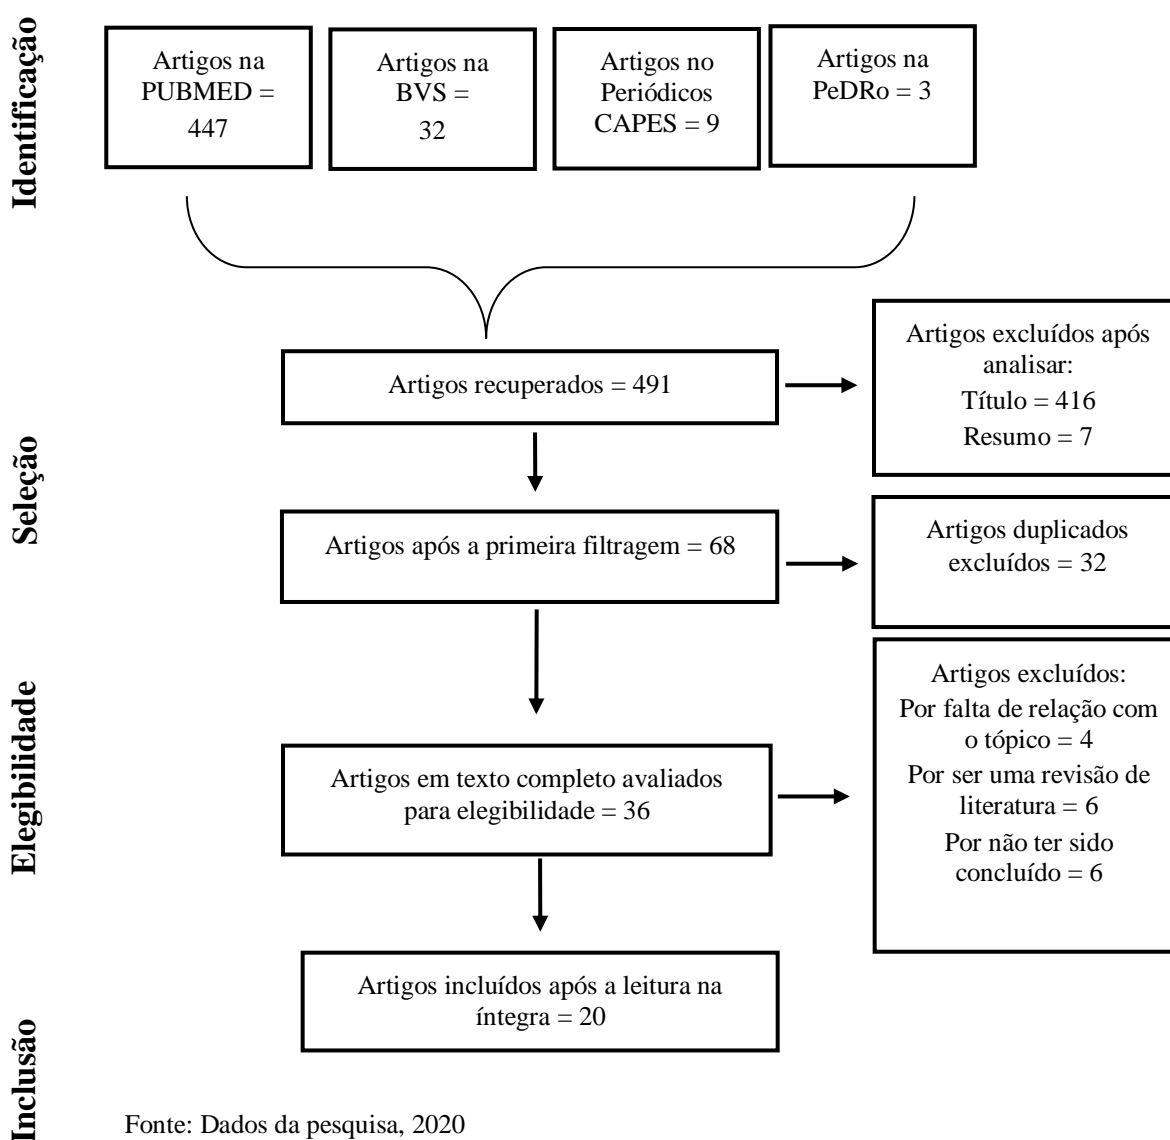 Identificação
Artigos na
PUBMED =
447
Artigos na
BVS =
32
Artigos no
Periódicos
CAPES = 9
Artigos na
PeDRo = 3
Seleção
Artigos recuperados = 491
Artigos excluídos após
analisar:
Título = 416
Resumo = 7
Artigos após a primeira filtragem = 68
Artigos duplicados
excluídos = 32
Elegibilidade
Artigos em texto completo avaliados
para elegibilidade = 36
Artigos excluídos:
Por falta de relação com
o tópico = 4
Por ser uma revisão de
literatura = 6
Por não ter sido
concluído = 6
Inclusão
Artigos incluídos após a leitura na
íntegra = 20
Fonte: Dados da pesquisa, 2020